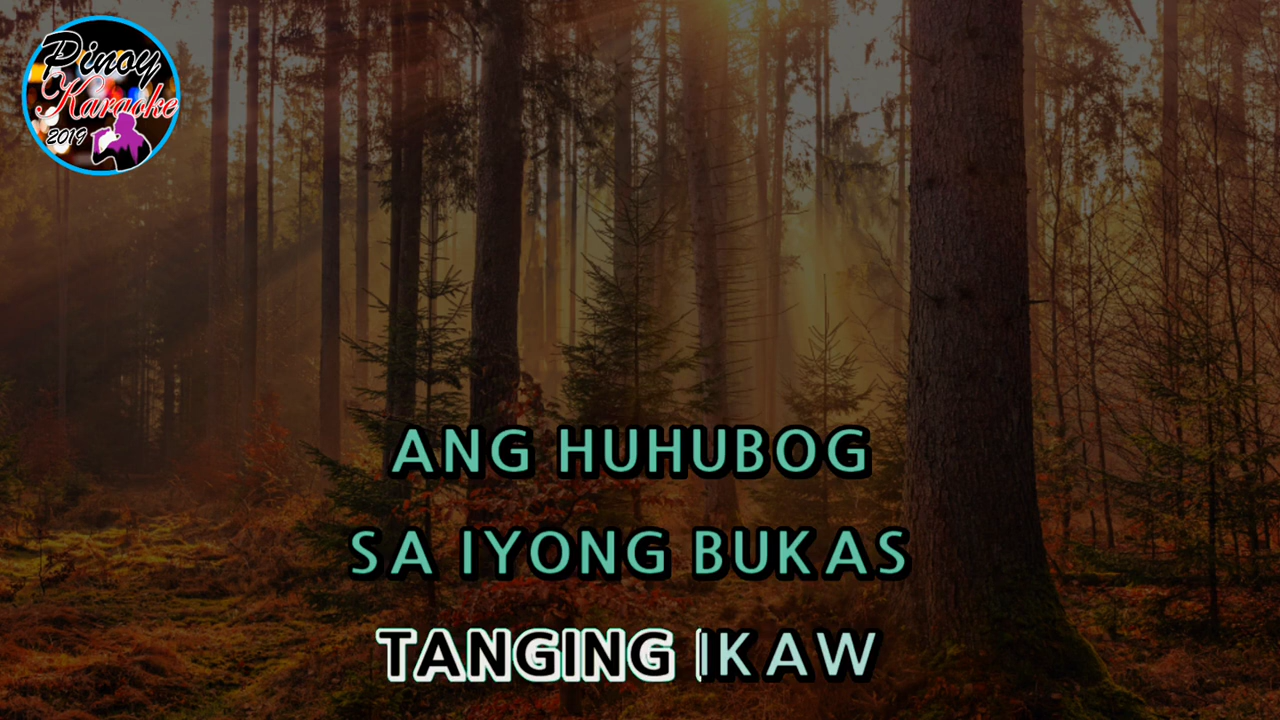 Pinoy
Karaoke
2019
ANG HUHUBOG
SA IYONG BUKAS
TANGING IKAW